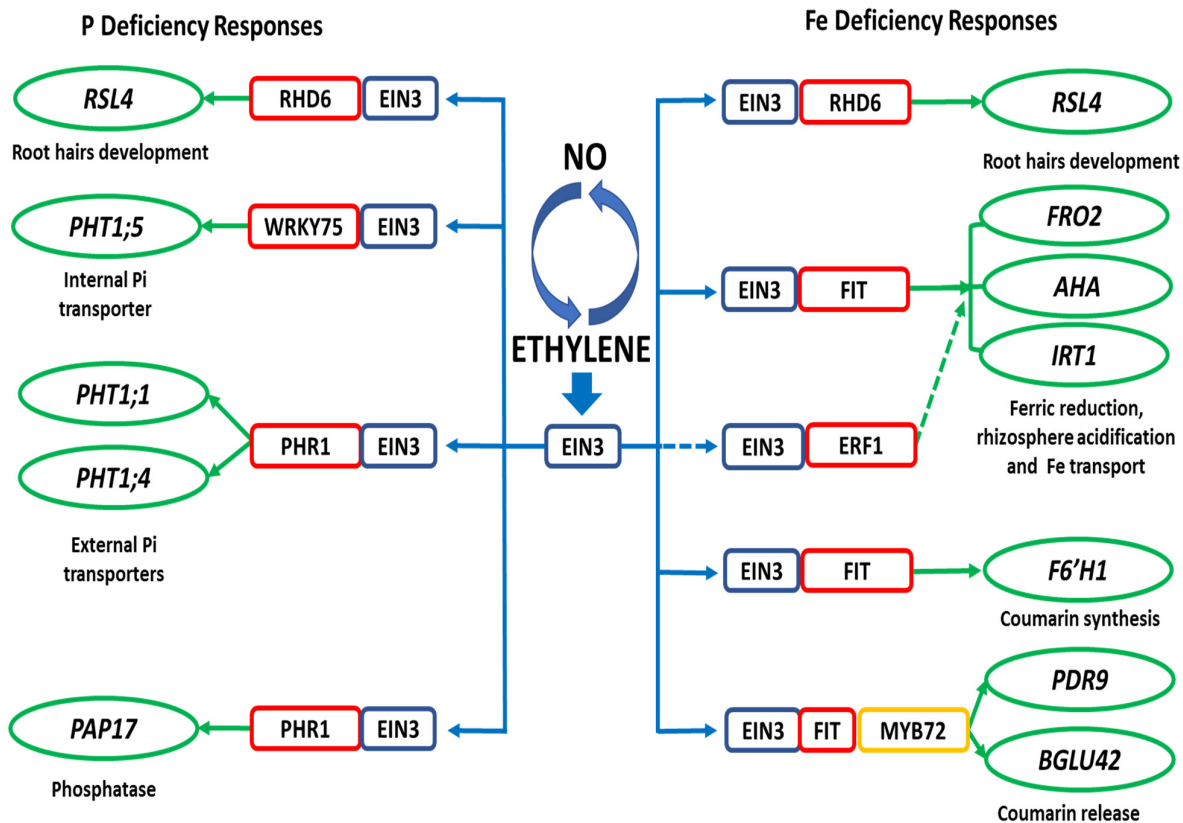 P Deficiency Responses
RSL4
RHD6
EIN3
Root hairs development
PHT1;5
WRKY75
EIN3
Internal Pi
transporter
PHT1;1
PHT1;4
PHR1
EIN3
External Pi
transporters
PAP17
PHR1
EIN3
Phosphatase
NO
ETHYLENE
EIN3
Fe Deficiency Responses
EIN3
RHD6
RSL4
Root hairs development
EIN3
FIT
FRO2
AHA
IRT1
Ferric reduction,
rhizosphere acidification
and Fe transport
EIN3
ERF1
EIN3
FIT
F6'H1
Coumarin synthesis
EIN3
FIT
MYB72
PDR9
BGLU42
Coumarin release